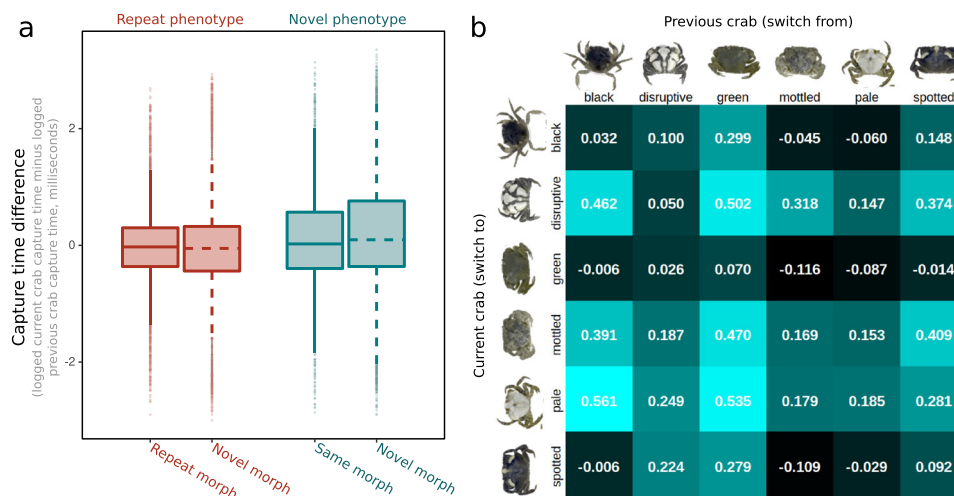 a
Repeat phenotype
Novel phenotype
Capture time difference
(logged current crab capture time minus logged
previous crab capture time, milliseconds)
2
0
-2
Repeat morph
Novel morph
Same morph
Novel morph
b
Previous crab (switch from)
black disruptive green mottled pale spotted
Current crab (switch to)
black 0.032 0.100 0.299 -0.045 -0.060 0.148
disruptive 0.462 0.050 0.502 0.318 0.147 0.374
green -0.006 0.026 0.070 -0.116 -0.087 -0.014
mottled 0.391 0.187 0.470 0.169 0.153 0.409
pale 0.561 0.249 0.535 0.179 0.185 0.281
spotted -0.006 0.224 0.279 -0.109 -0.029 0.092